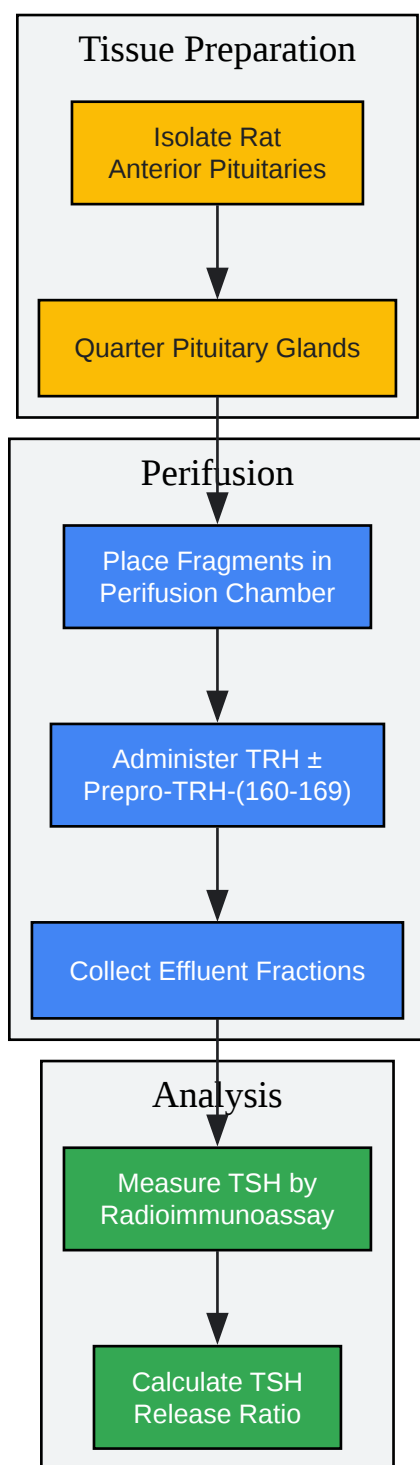 Tissue Preparation
Isolate Rat
Anterior Pituitaries
Quarter Pituitary Glands
Perifusion
Place Fragments in
Perifusion Chamber
Administer TRH ±
Prepro-TRH-(160-169)
Collect Effluent Fractions
Analysis
Measure TSH by
Radioimmunoassay
Calculate TSH
Release Ratio